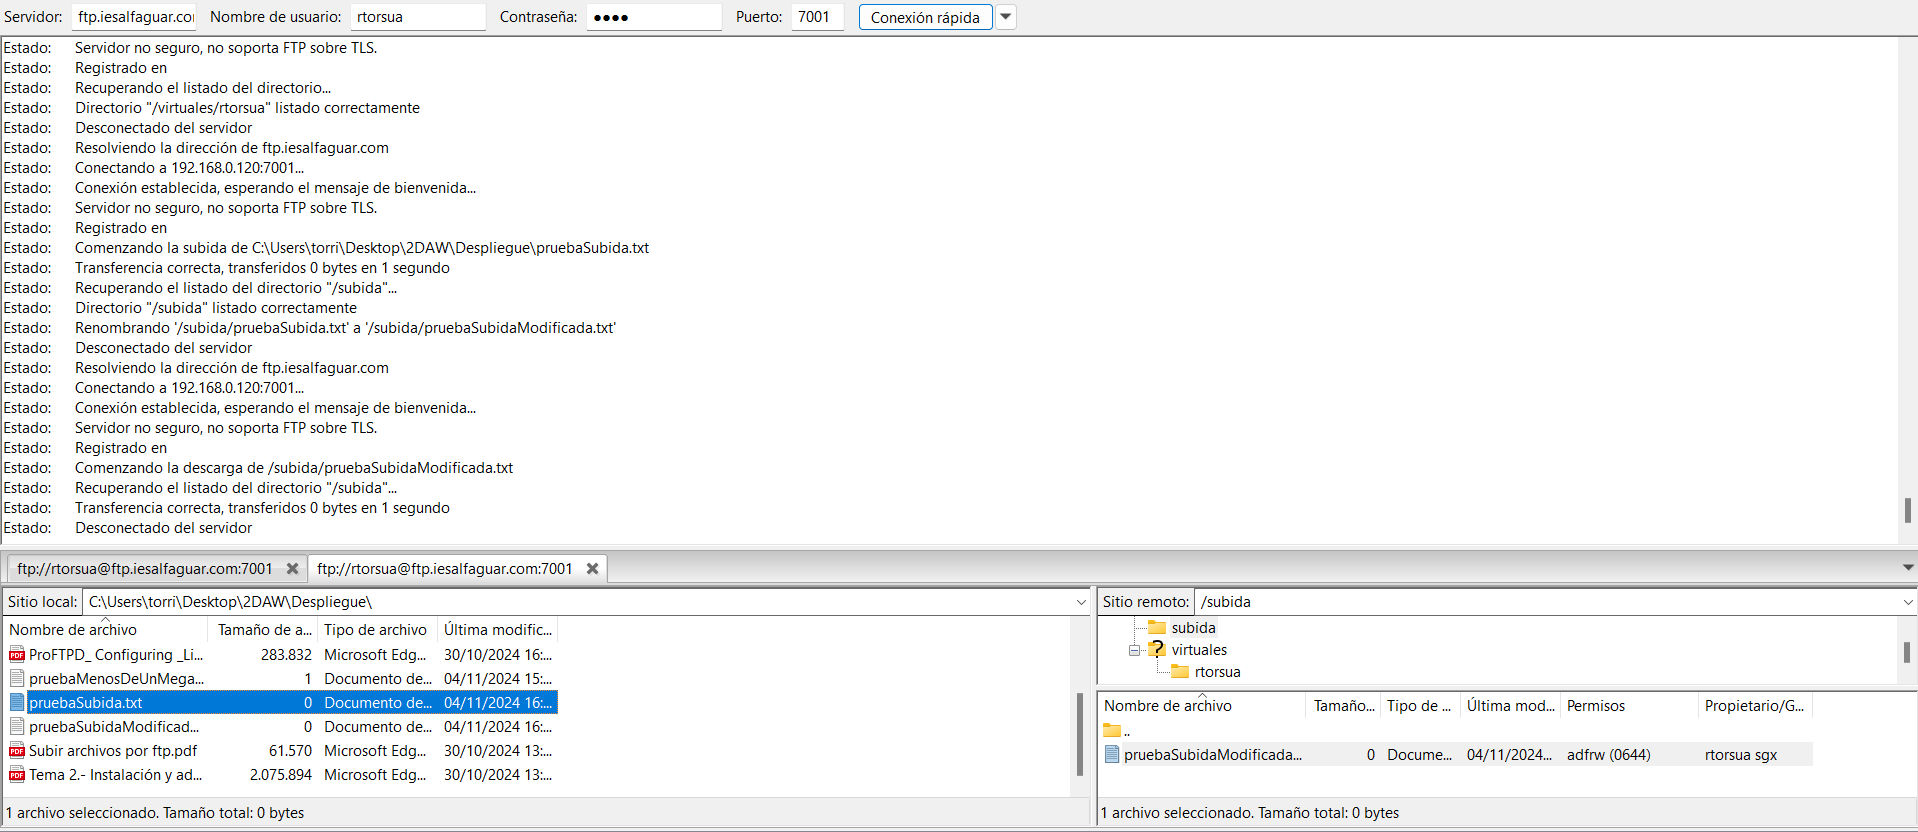 Servidor: ftp.iesalfaguar.co Nombre de usuario: rtorsua Contraseña: ●●●● Puerto: 7001 Conexión rápida
Estado: Servidor no seguro, no soporta FTP sobre TLS.
Estado: Registrado en
Estado: Recuperando el listado del directorio...
Estado: Directorio "/virtuales/rtorsua" listado correctamente
Estado: Desconectado del servidor
Estado: Resolviendo la dirección de ftp.iesalfaguar.com
Estado: Conectando a 192.168.0.120:7001...
Estado: Conexión establecida, esperando el mensaje de bienvenida...
Estado: Servidor no seguro, no soporta FTP sobre TLS.
Estado: Registrado en
Estado: Comenzando la subida de C:\Users\torri\Desktop\2DAW\Despliegue\pruebaSubida.txt
Estado: Transferencia correcta, transferidos 0 bytes en 1 segundo
Estado: Recuperando el listado del directorio "/subida"...
Estado: Directorio "/subida" listado correctamente
Estado: Renombrando '/subida/pruebaSubida.txt' a '/subida/pruebaSubidaModificada.txt'
Estado: Desconectado del servidor
Estado: Resolviendo la dirección de ftp.iesalfaguar.com
Estado: Conectando a 192.168.0.120:7001...
Estado: Conexión establecida, esperando el mensaje de bienvenida...
Estado: Servidor no seguro, no soporta FTP sobre TLS.
Estado: Registrado en
Estado: Comenzando la descarga de /subida/pruebaSubidaModificada.txt
Estado: Recuperando el listado del directorio "/subida"...
Estado: Transferencia correcta, transferidos 0 bytes en 1 segundo
Estado: Desconectado del servidor
ftp://rtorsua@ftp.iesalfaguar.com:7001 ftp://rtorsua@ftp.iesalfaguar.com:7001
Sitio local: C:\Users\torri\Desktop\2DAW\Despliegue\
Nombre de archivo Tamaño de a... Tipo de archivo Última modific...
ProFTPD_ Configuring _Li... 283.832 Microsoft Edg... 30/10/2024 16:...
pruebaMenosDeUnMega... 1 Documento de... 04/11/2024 15:...
pruebaSubida.txt 0 Documento de... 04/11/2024 16:...
pruebaSubidaModificad... 0 Documento de... 04/11/2024 16:...
Subir archivos por ftp.pdf 61.570 Microsoft Edg... 30/10/2024 13:...
Tema 2.- Instalación y ad... 2.075.894 Microsoft Edg... 30/10/2024 13:...
1 archivo seleccionado. Tamaño total: 0 bytes
Sitio remoto: /subida
subida
virtuales
rtorsua
Nombre de archivo Tamaño... Tipo de ... Última mod... Permisos Propietario/G...
..
pruebaSubidaModificada... 0 Docume... 04/11/2024... adfrw (0644) rtorsua sgx
1 archivo seleccionado. Tamaño total: 0 bytes